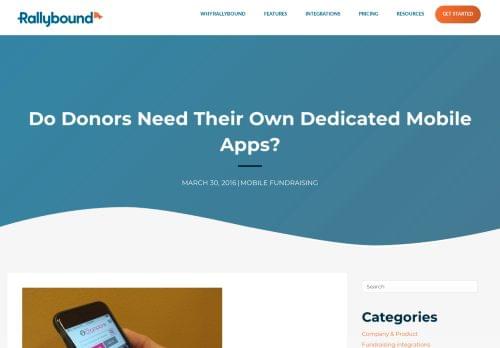 Rallybound
WHY RALLYBOUND
FEATURES
INTEGRATIONS
PRICING
RESOURCES
GET STARTED
Do Donors Need Their Own Dedicated Mobile
Apps?
MARCH 30, 2016 | MOBILE FUNDRAISING
Search
Categories
Company & Product
Fundraising integrations